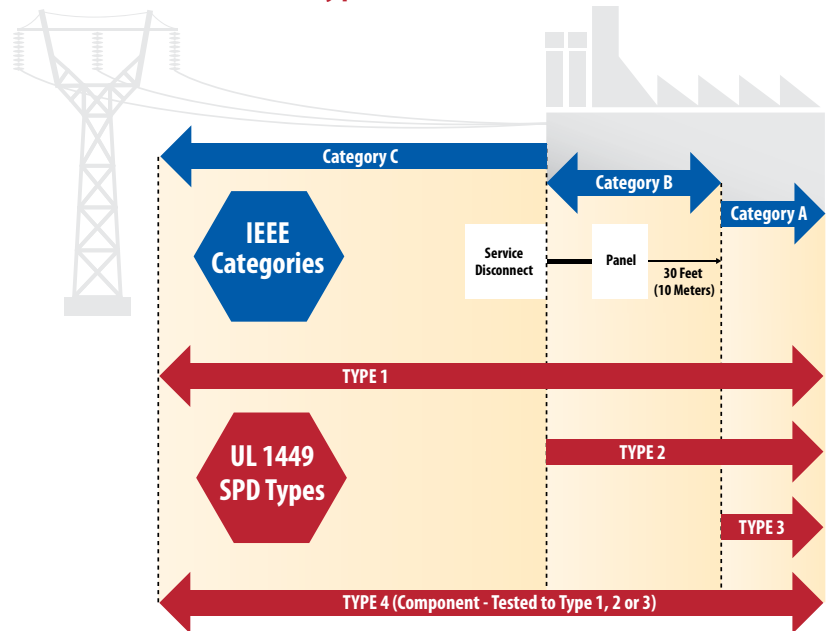 Category C
Category B
Category A
IEEE
Categories
Service
Disconnect
Panel
30 Feet
(10 Meters)
TYPE 1
UL 1449
SPD Types
TYPE 2
TYPE 3
TYPE 4 (Component - Tested to Type 1, 2 or 3)